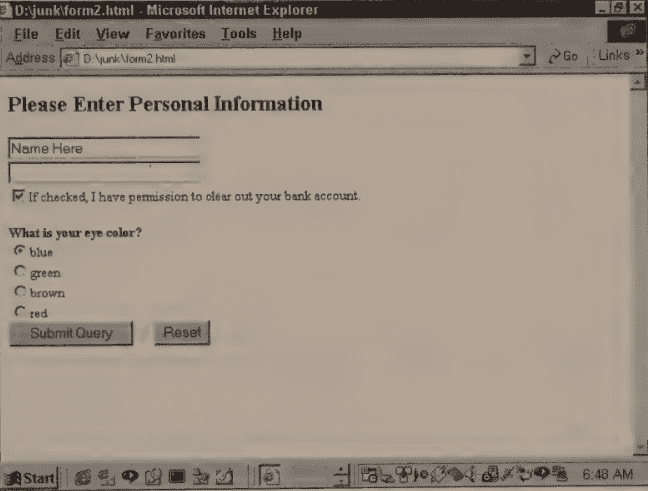 D:\junk\form2.html - Microsoft Internet Explorer
File Edit View Favorites Tools Help
Address D:\junk\form2.html Go Links »
Please Enter Personal Information
Name Here
If checked, I have permission to clear out your bank account.
What is your eye color?
blue
green
brown
red
Submit Query Reset
Start 6:48 AM